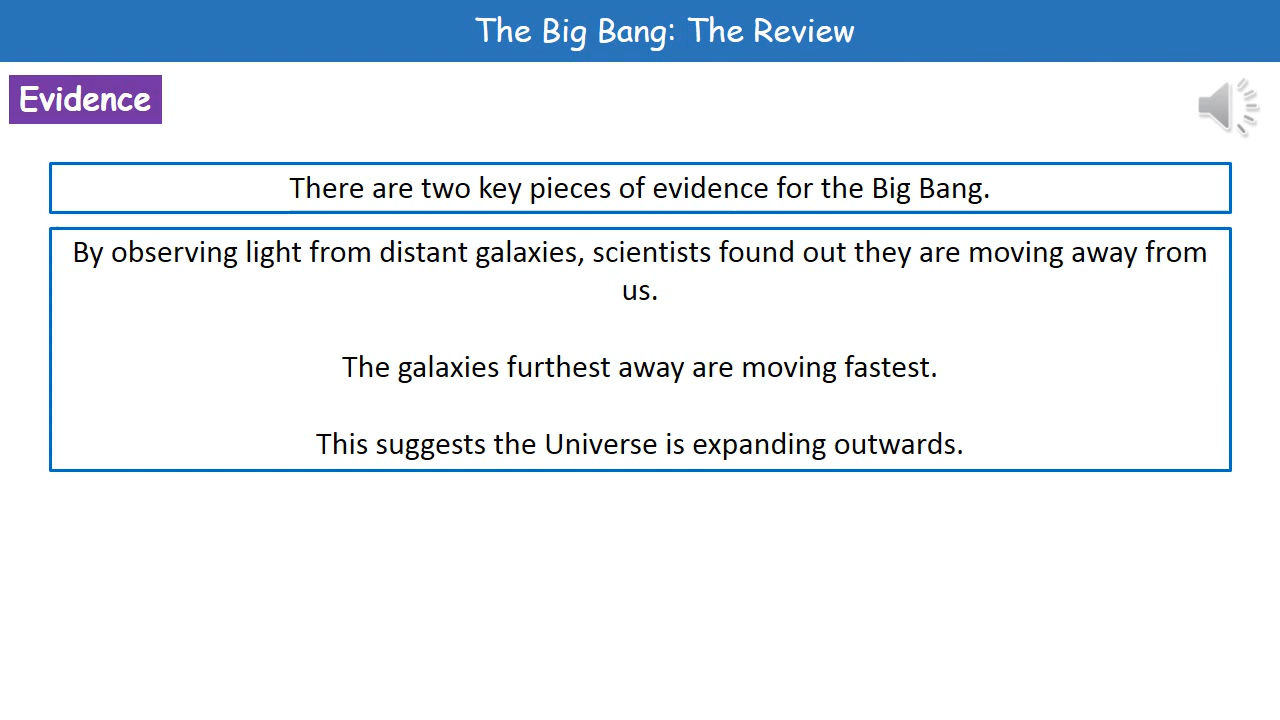 The Big Bang: The Review
Evidence
There are two key pieces of evidence for the Big Bang.
By observing light from distant galaxies, scientists found out they are moving away from
us.
The galaxies furthest away are moving fastest.
This suggests the Universe is expanding outwards.